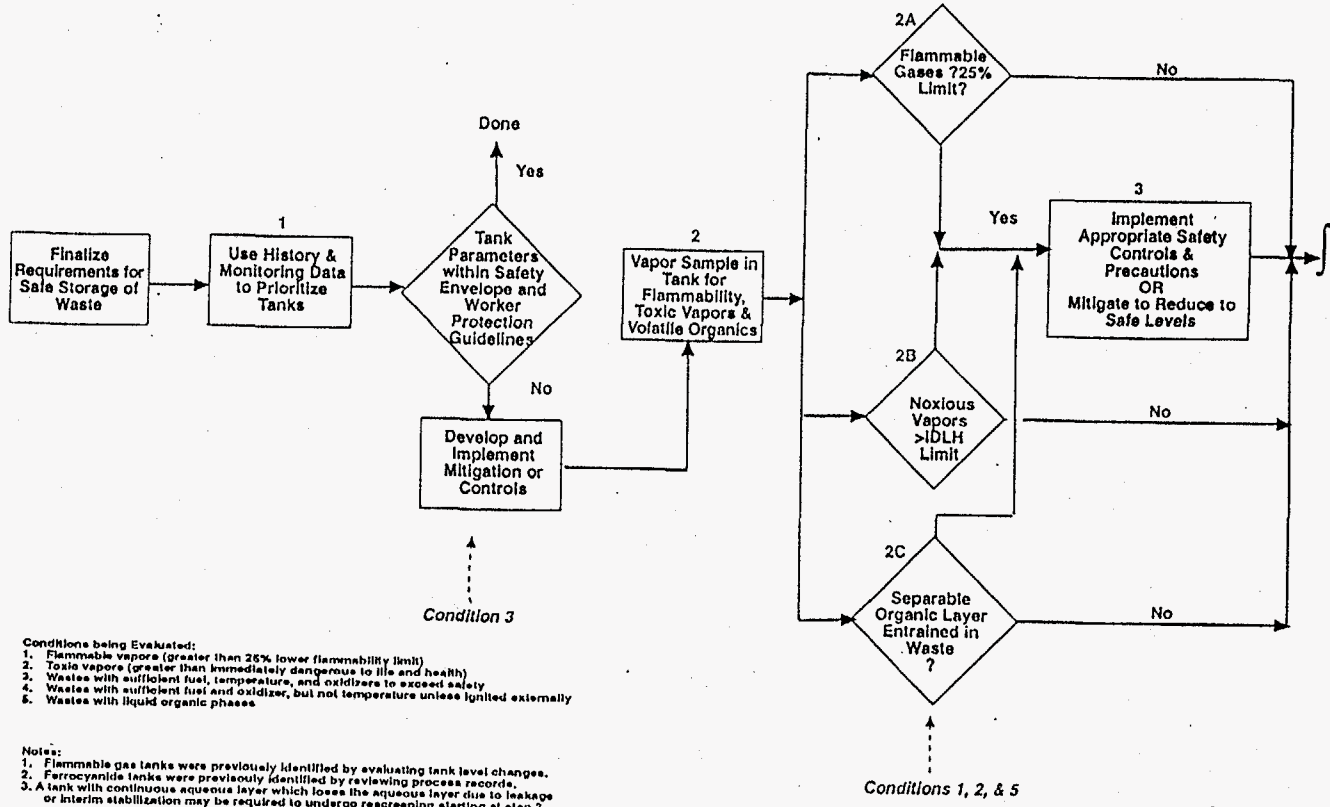 Finalize
Requirements for
Safe Storage of
Waste
1
Use History &
Monitoring Data
to Prioritize
Tanks
Done
Yes
Tank
Parameters
within Safety
Envelope and
Worker
Protection
Guidelines
No
Develop and
Implement
Mitigation or
Controls
Condition 3
2
Vapor Sample in
Tank for
Flammability,
Toxic Vapors &
Volatile Organics
2A
Flammable
Gases ?25%
Limit?
No
Yes
2B
Noxious
Vapors
>IDLH
Limit
No
2C
Separable
Organic Layer
Entrained in
Waste
?
No
Conditions 1, 2, & 5
3
Implement
Appropriate Safety
Controls &
Precautions
OR
Mitigate to Reduce to
Safe Levels
Conditions being Evaluated:
1. Flammable vapors (greater than 25% lower flammability limit)
2. Toxic vapors (greater than immediately dangerous to life and health)
3. Wastes with sufficient fuel, temperature, and oxidizers to exceed safety
4. Wastes with sufficient fuel and oxidizer, but not temperature unless ignited externally
5. Wastes with liquid organic phases
Notes:
1. Flammable gas tanks were previously identified by evaluating tank level changes.
2. Ferrocyanide tanks were previously identified by reviewing process records.
3. A tank with continuous aqueous layer which loses the aqueous layer due to leakage
or interim stabilization may be required to undergo rescreening starting at step 2